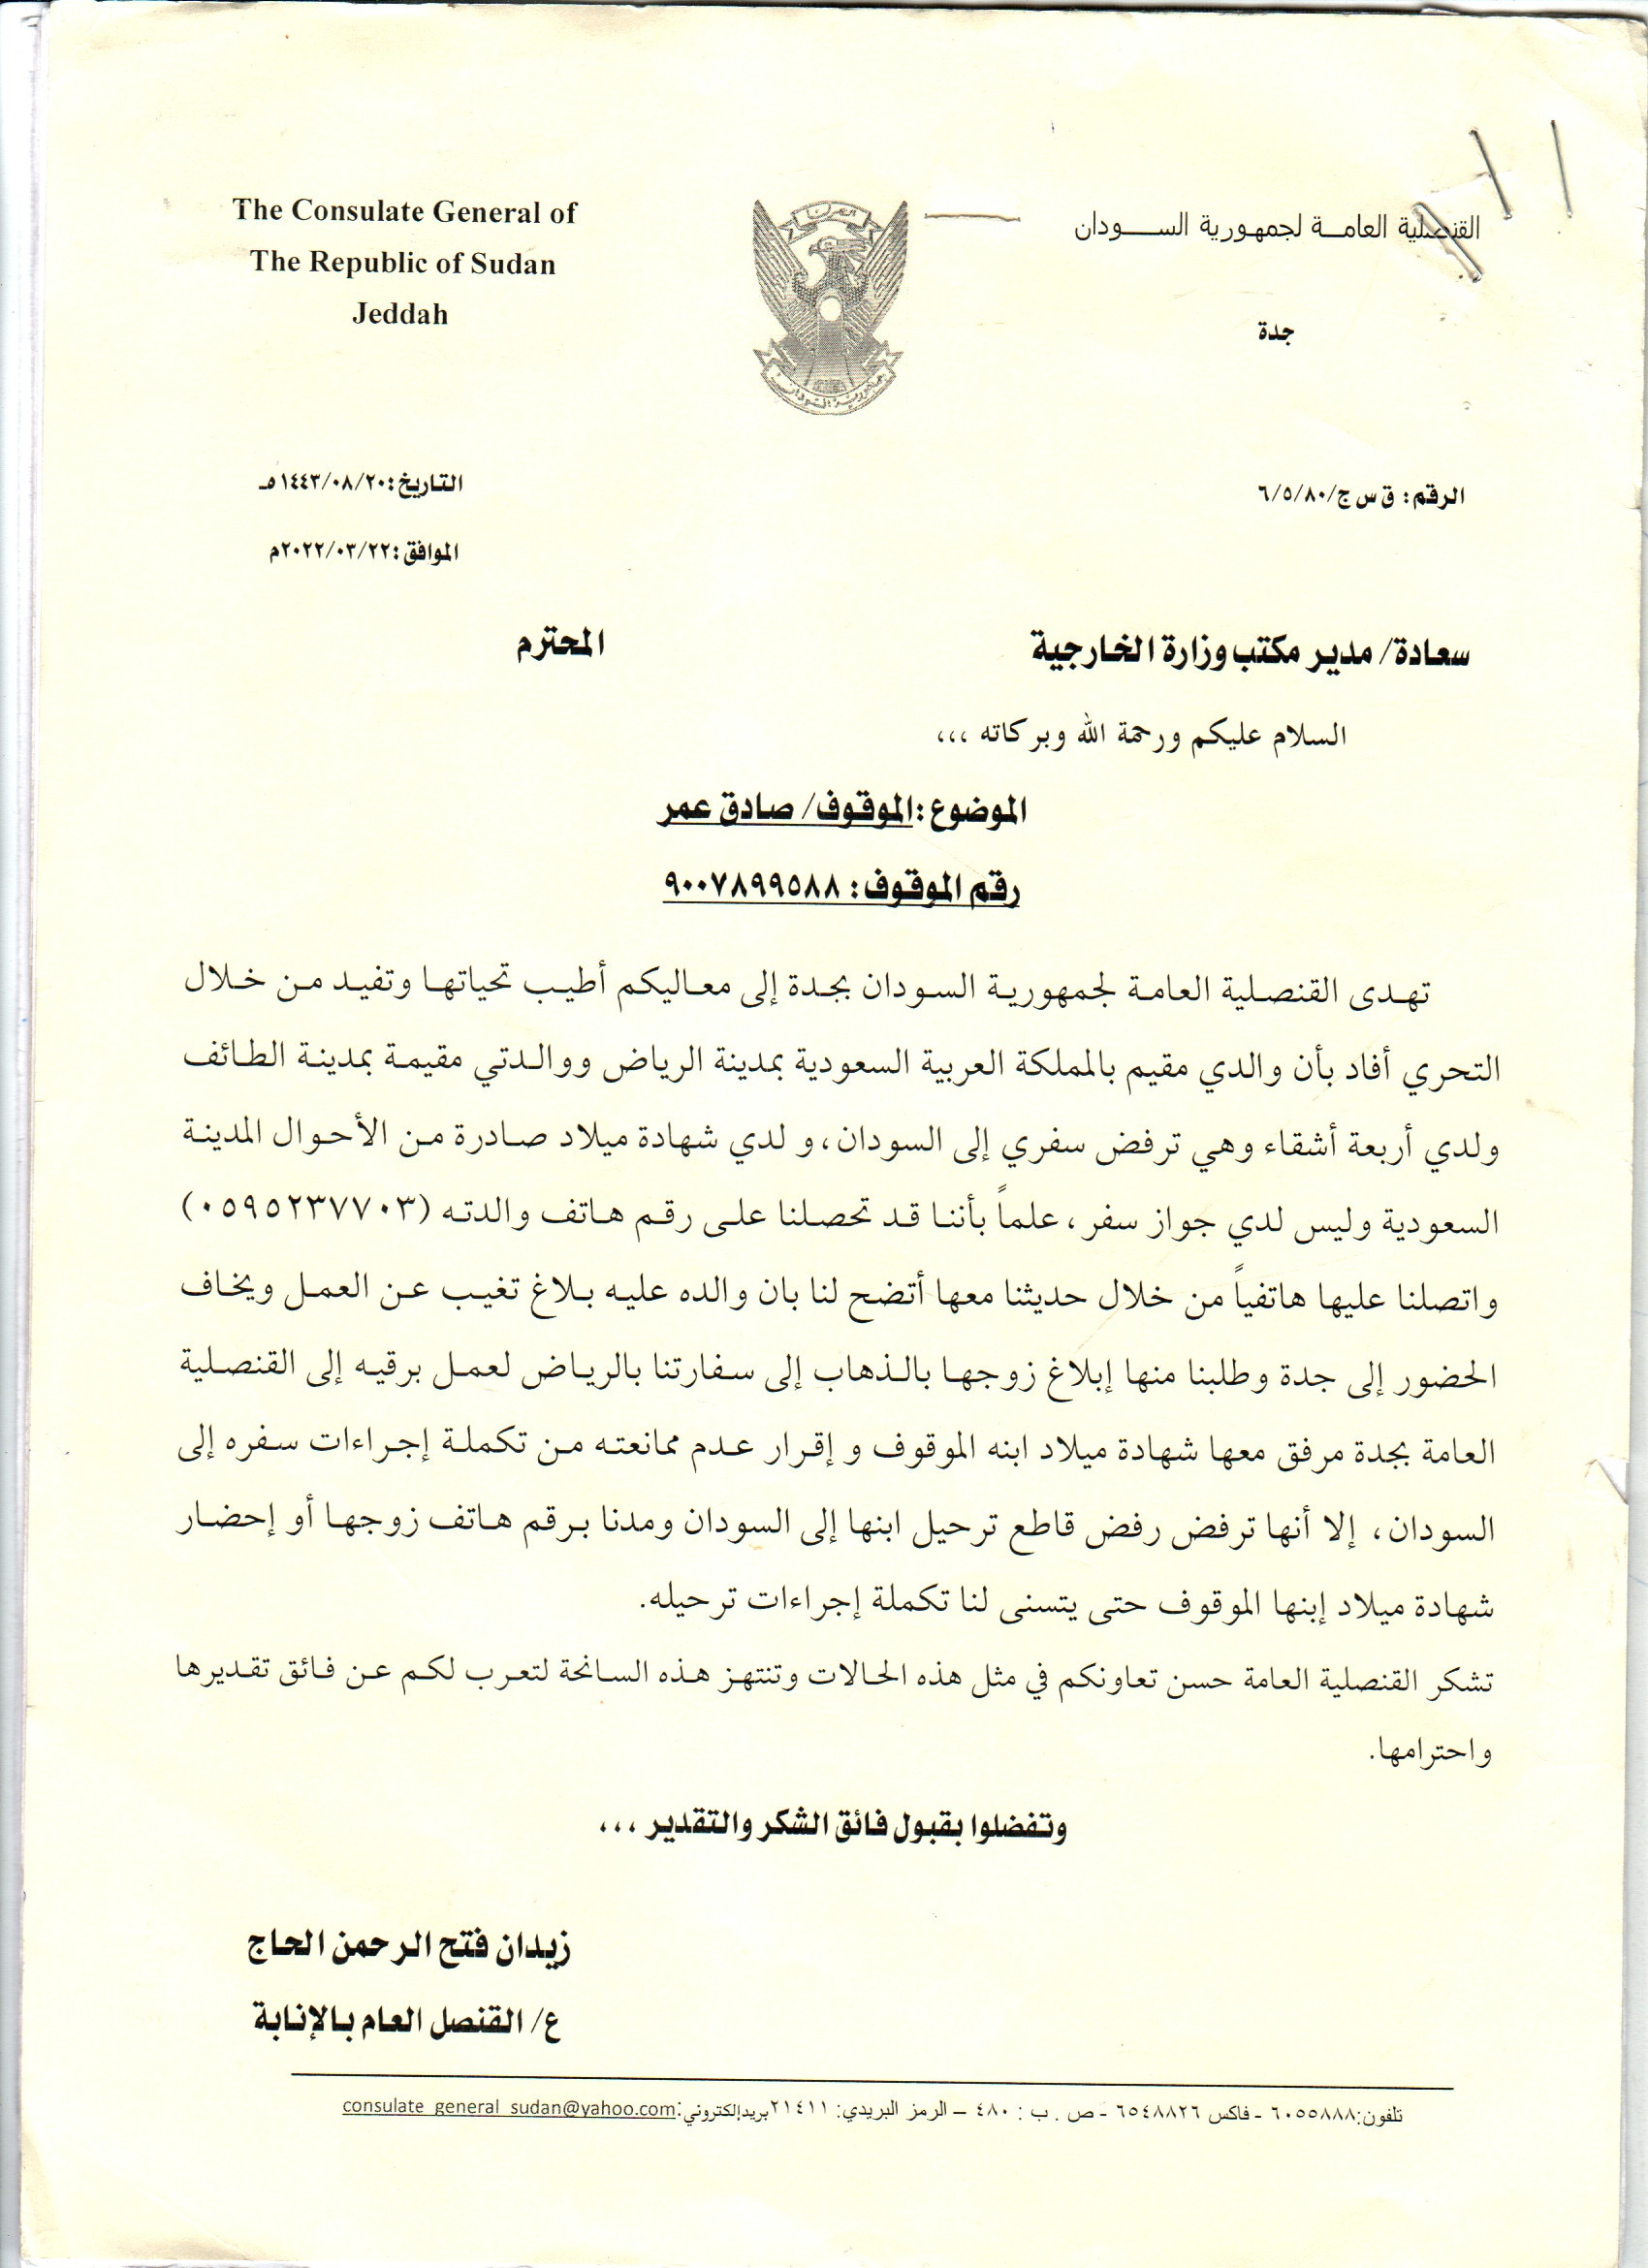 The Consulate General of
The Republic of Sudan
Jeddah
القنصلية العامـــة لجمهورية الســــودان
جدة
الرقم: ق س ج/٦/٥/٨٠
التاريخ:١٤٤٣/٠٨/٢٠هـ
الموافق:٢٠٢٢/٠٣/٢٢م
سعادة/ مدير مكتب وزارة الخارجية المحترم
السلام عليكم ورحمة الله وبركاته ،،،
الموضوع :الموقوف/ صادق عمر
رقم الموقوف: ٩٠٠٧٨٩٩٥٨٨
تهدى القنصلية العامة لجمهورية السودان بجدة إلى معاليكم أطيب تحياتها وتفيد من خلال
التحري أفاد بأن والدي مقيم بالمملكة العربية السعودية بمدينة الرياض ووالدتي مقيمة بمدينة الطائف
ولدي أربعة أشقاء وهي ترفض سفري إلى السودان، و لدي شهادة ميلاد صادرة من الأحوال المدينة
السعودية وليس لدي جواز سفر ، علماً بأننا قد تحصلنا على رقم هاتف والدته (٠٥٩٥٢٣٧٧٠٣)
واتصلنا عليها هاتفياً من خلال حديثنا معها أتضح لنا بان والده عليه بلاغ تغيب عن العمل ويخاف
الحضور إلى جدة وطلبنا منها إبلاغ زوجها بالذهاب إلى سفارتنا بالرياض لعمل برقيه إلى القنصلية
العامة بجدة مرفق معها شهادة ميلاد ابنه الموقوف و إقرار عدم ممانعته من تكملة إجراءات سفره إلى
السودان، إلا أنها ترفض رفض قاطع ترحيل ابنها إلى السودان ومدنا برقم هاتف زوجها أو إحضار
شهادة ميلاد إبنها الموقوف حتى يتسنى لنا تكملة إجراءات ترحيله.
تشكر القنصلية العامة حسن تعاونكم في مثل هذه الحالات وتنتهز هذه السانحة لتعرب لكم عن فائق تقديرها
واحترامها.
وتفضلوا بقبول فائق الشكر والتقدير ،،،
زيدان فتح الرحمن الحاج
ع/ القنصل العام بالإنابة
تلفون:٦٠٥٥٨٨٨ - فاكس ٦٥٤٨٨٢٦ - ص . ب : ٤٨٠ – الرمز البريدي: ٢١٤١١بريدإلكتروني:consulate_general_sudan@yahoo.com